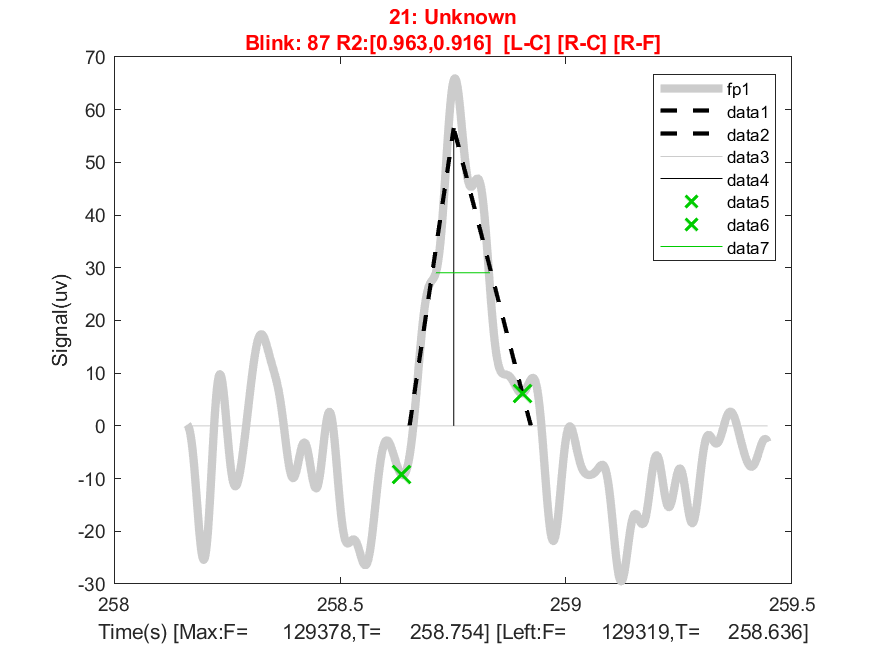 21: Unknown
Blink: 87 R2:[0.963,0.916] [L-C] [R-C] [R-F]
70
60
50
40
30
20
10
0
-10
-20
-30
Signal(uv)
fp1
data1
data2
data3
data4
data5
data6
data7
258 258.5 259 259.5
Time(s) [Max:F= 129378,T= 258.754] [Left:F= 129319,T= 258.636]